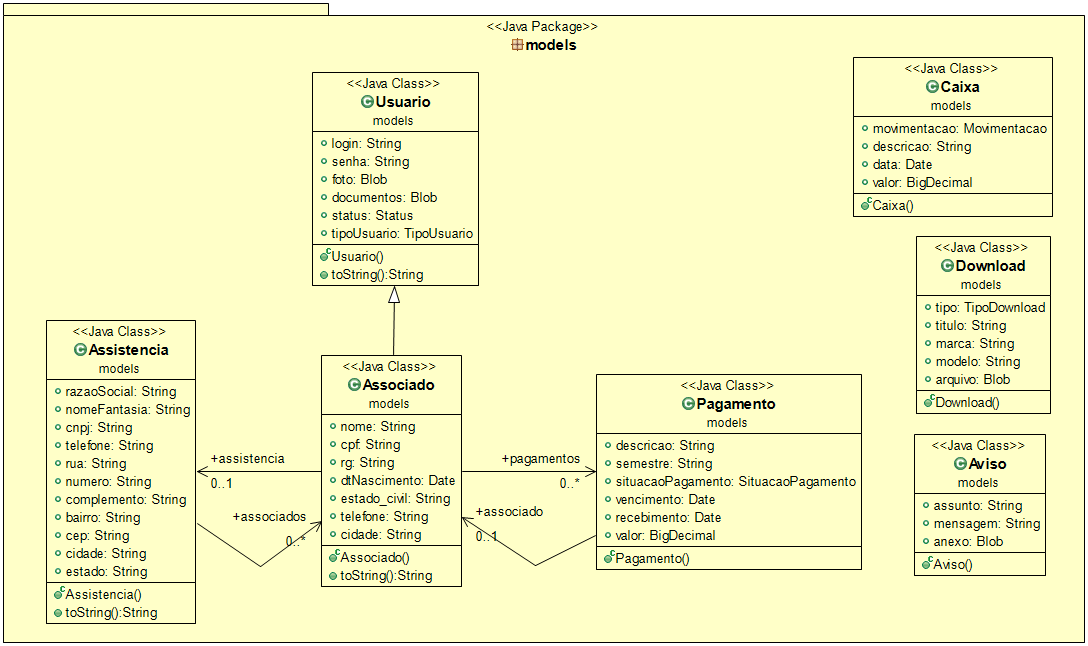 <<Java Package>>
models
<<Java Class>>
Usuario
models
login: String
senha: String
foto: Blob
documentos: Blob
status: Status
tipoUsuario: TipoUsuario
Usuario()
toString():String
<<Java Class>>
Caixa
models
movimentacao: Movimentacao
descricao: String
data: Date
valor: BigDecimal
Caixa()
<<Java Class>>
Download
models
tipo: TipoDownload
titulo: String
marca: String
modelo: String
arquivo: Blob
Download()
<<Java Class>>
Assistencia
models
razaoSocial: String
nomeFantasia: String
cnpj: String
telefone: String
rua: String
numero: String
complemento: String
bairro: String
cep: String
cidade: String
estado: String
Assistencia()
toString():String
+assistencia
0..1
+associados
0..*
<<Java Class>>
Associado
models
nome: String
cpf: String
rg: String
dtNascimento: Date
estado_civil: String
telefone: String
cidade: String
Associado()
toString():String
+pagamentos
0..*
+associado
0..1
<<Java Class>>
Pagamento
models
descricao: String
semestre: String
situacaoPagamento: SituacaoPagamento
vencimento: Date
recebimento: Date
valor: BigDecimal
Pagamento()
<<Java Class>>
Aviso
models
assunto: String
mensagem: String
anexo: Blob
Aviso()